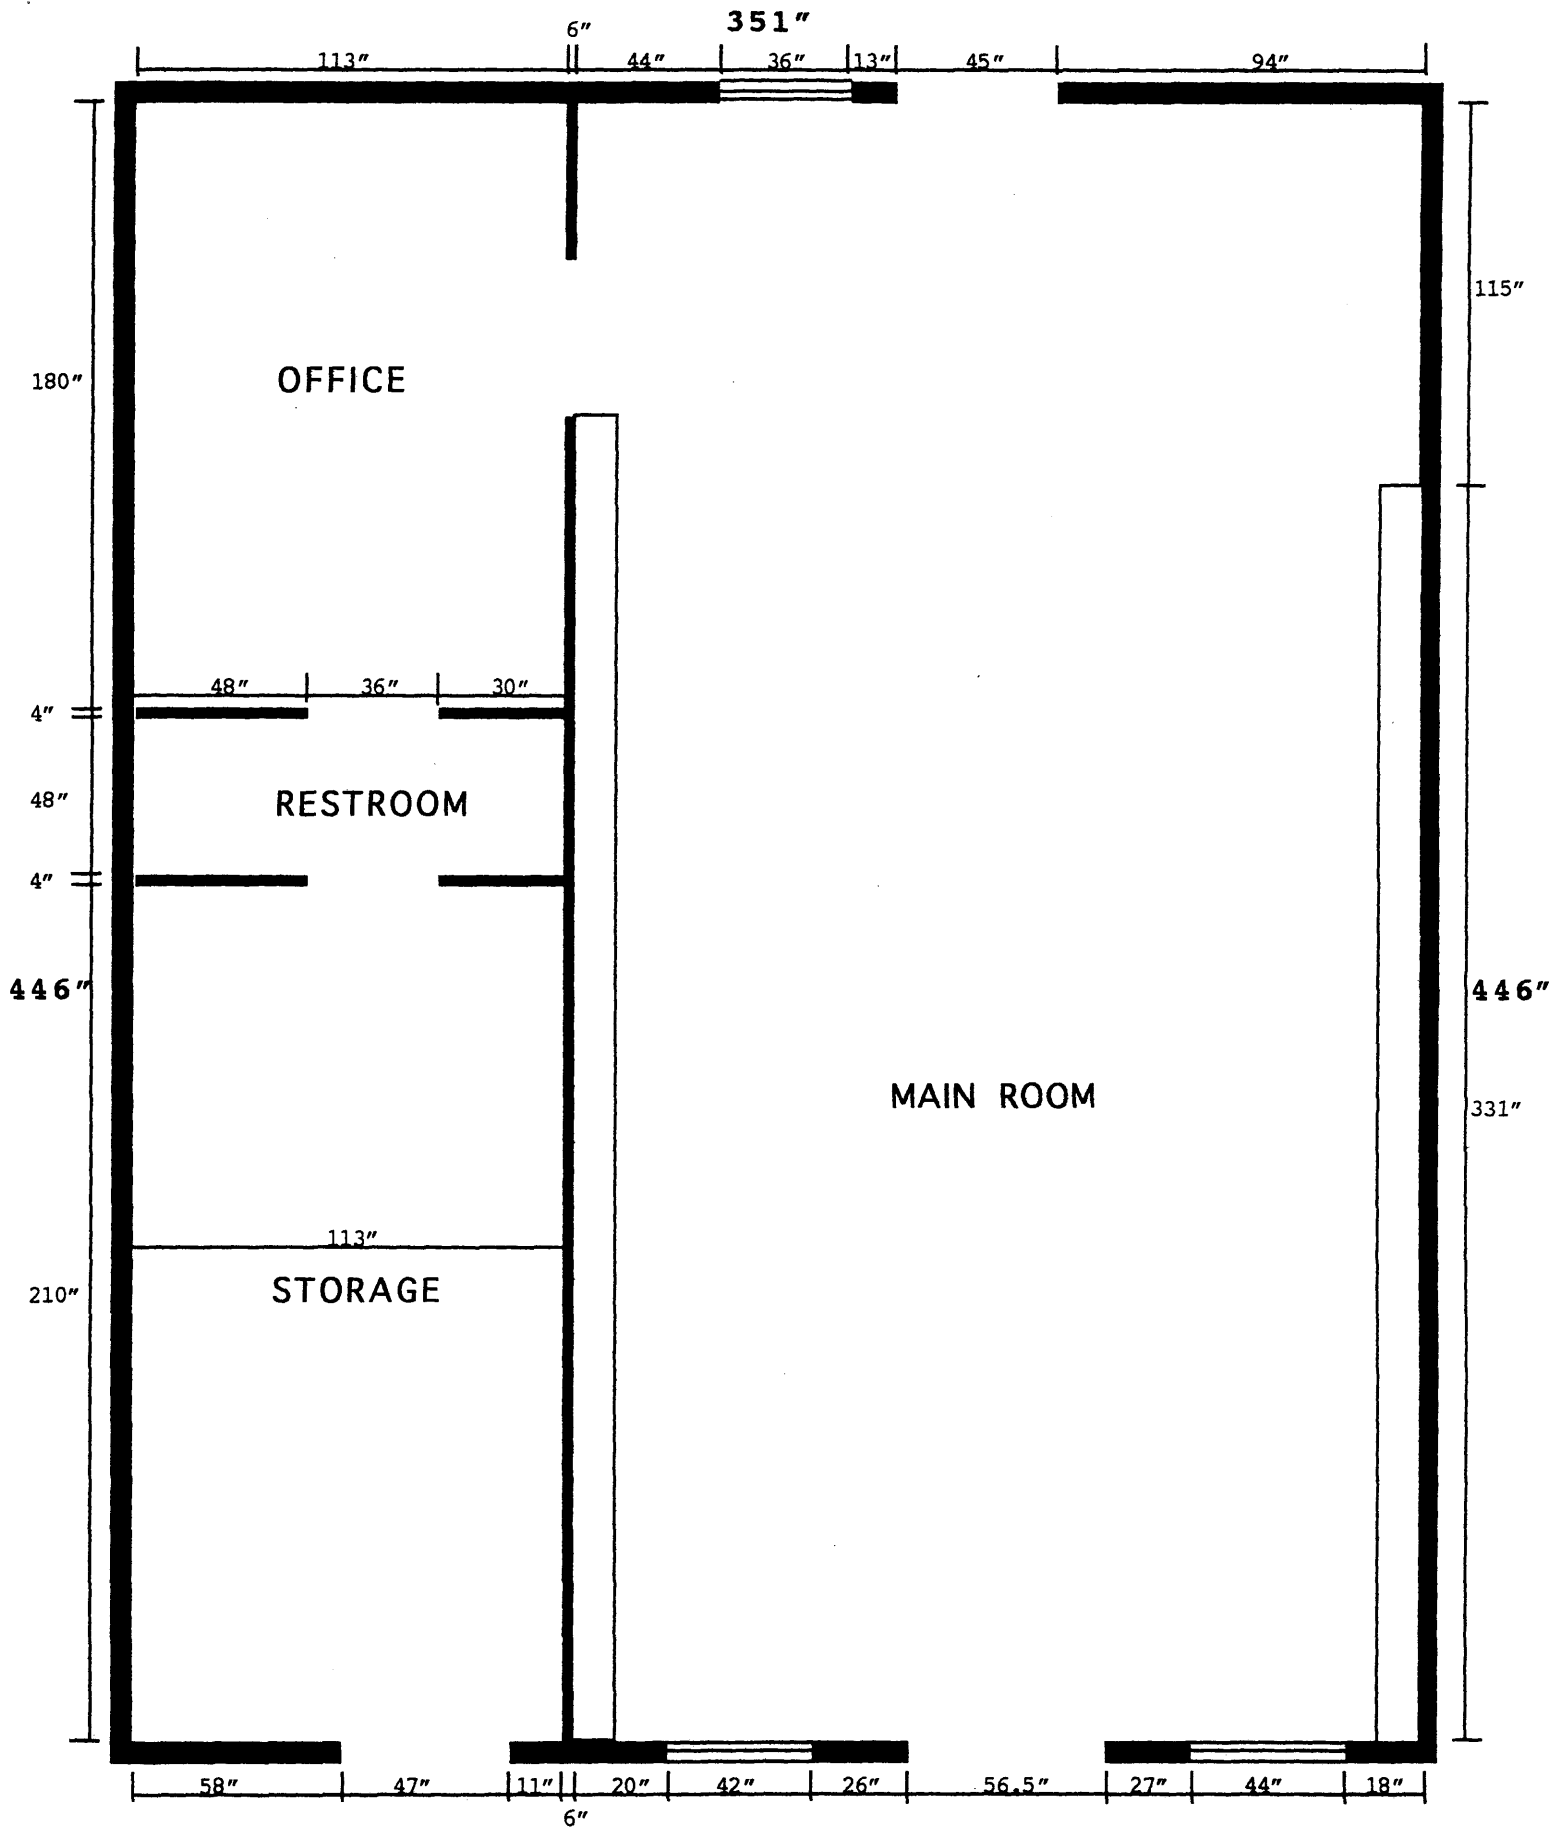 6″ 351″
113″ 44″ 36″ 13″ 45″ 94″
115″
180″
OFFICE
48″ 36″ 30″
4″
48″
RESTROOM
4″
446″ 446″
MAIN ROOM
331″
113″
STORAGE
210″
58″ 47″ 11″ 20″ 42″ 26″ 56.5″ 27″ 44″ 18″
6″